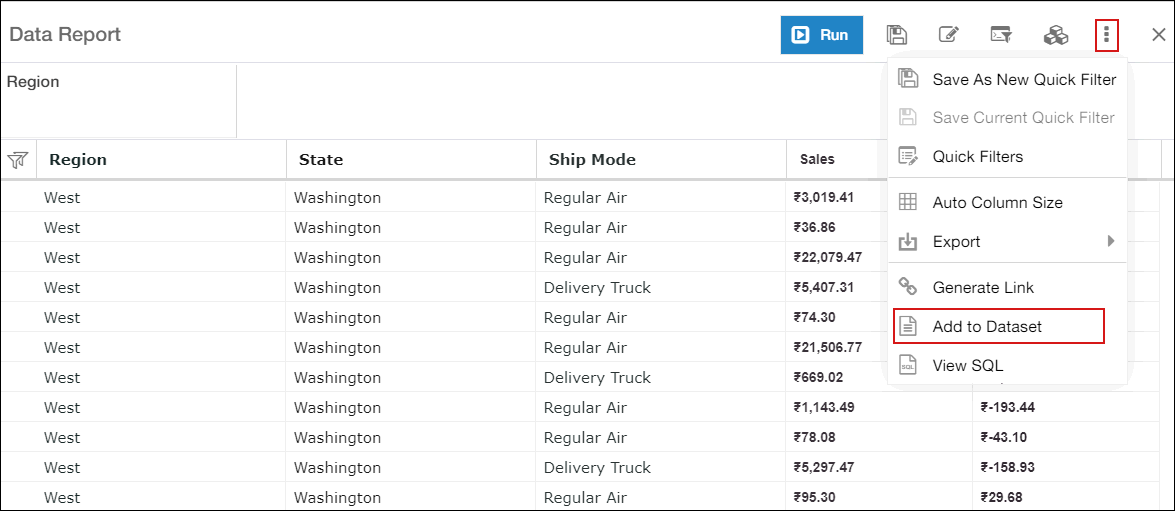 Data Report
Run
Region
Save As New Quick Filter
Save Current Quick Filter
Quick Filters
Auto Column Size
Export
Generate Link
Add to Dataset
SQL View SQL
Region State Ship Mode Sales
West Washington Regular Air ₹3,019.41
West Washington Regular Air ₹36.86
West Washington Regular Air ₹22,079.47
West Washington Delivery Truck ₹5,407.31
West Washington Regular Air ₹74.30
West Washington Regular Air ₹21,506.77
West Washington Delivery Truck ₹669.02
West Washington Regular Air ₹1,143.49 ₹-193.44
West Washington Regular Air ₹78.08 ₹-43.10
West Washington Delivery Truck ₹5,297.47 ₹-158.93
West Washington Regular Air ₹95.30 ₹29.68